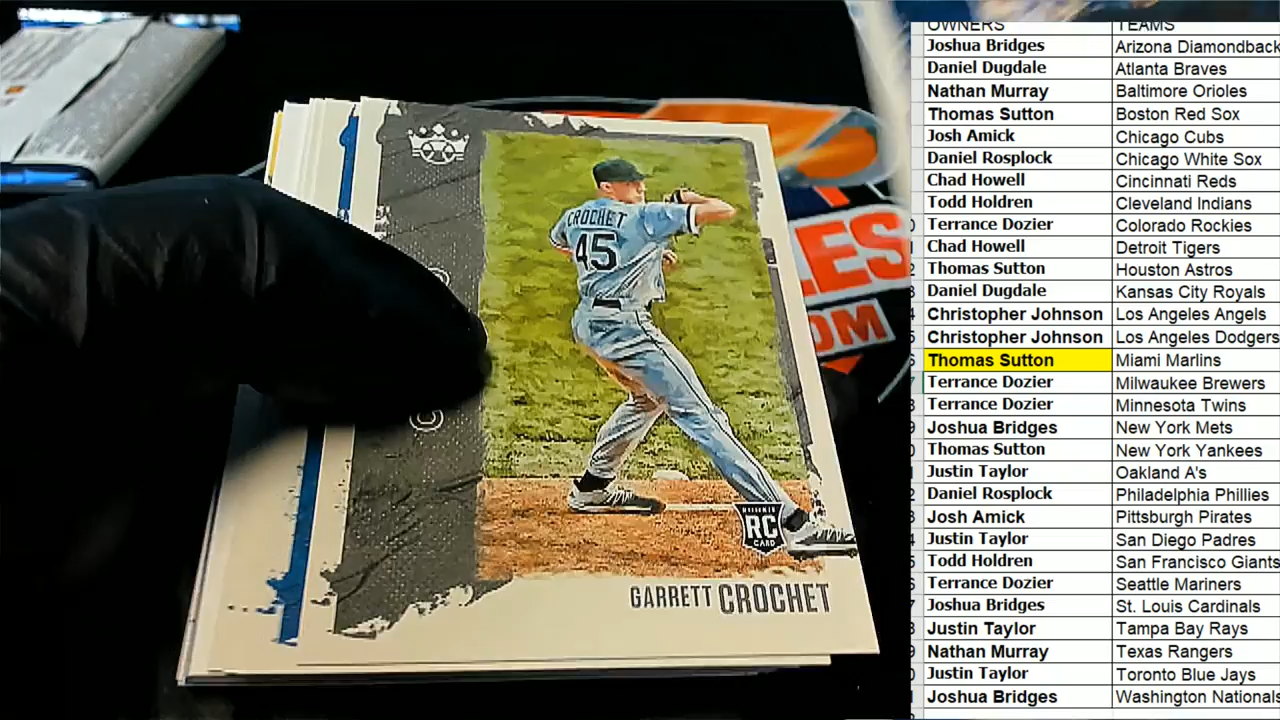 CROCHET
45
ROOKIE
RC
CARD
GARRETT CROCHET
LES
OM
OWNERS TEAMS
Joshua Bridges Arizona Diamondback
Daniel Dugdale Atlanta Braves
Nathan Murray Baltimore Orioles
Thomas Sutton Boston Red Sox
Josh Amick Chicago Cubs
Daniel Rosplock Chicago White Sox
Chad Howell Cincinnati Reds
Todd Holdren Cleveland Indians
Terrance Dozier Colorado Rockies
Chad Howell Detroit Tigers
Thomas Sutton Houston Astros
Daniel Dugdale Kansas City Royals
Christopher Johnson Los Angeles Angels
Christopher Johnson Los Angeles Dodgers
Thomas Sutton Miami Marlins
Terrance Dozier Milwaukee Brewers
Terrance Dozier Minnesota Twins
Joshua Bridges New York Mets
Thomas Sutton New York Yankees
Justin Taylor Oakland A's
Daniel Rosplock Philadelphia Phillies
Josh Amick Pittsburgh Pirates
Justin Taylor San Diego Padres
Todd Holdren San Francisco Giants
Terrance Dozier Seattle Mariners
Joshua Bridges St. Louis Cardinals
Justin Taylor Tampa Bay Rays
Nathan Murray Texas Rangers
Justin Taylor Toronto Blue Jays
Joshua Bridges Washington Nationals